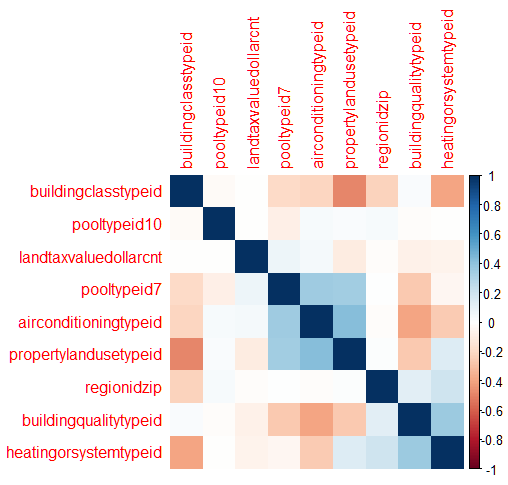 buildingclasstypeid
pooltypeid10
landtaxvaluedollarcnt
pooltypeid7
airconditioningtypeid
propertylandusetypeid
regionidzip
buildingqualitytypeid
heatingorsystemtypeid
buildingclasstypeid
pooltypeid10
landtaxvaluedollarcnt
pooltypeid7
airconditioningtypeid
propertylandusetypeid
regionidzip
buildingqualitytypeid
heatingorsystemtypeid
1
0.8
0.6
0.4
0.2
0
-0.2
-0.4
-0.6
-0.8
-1